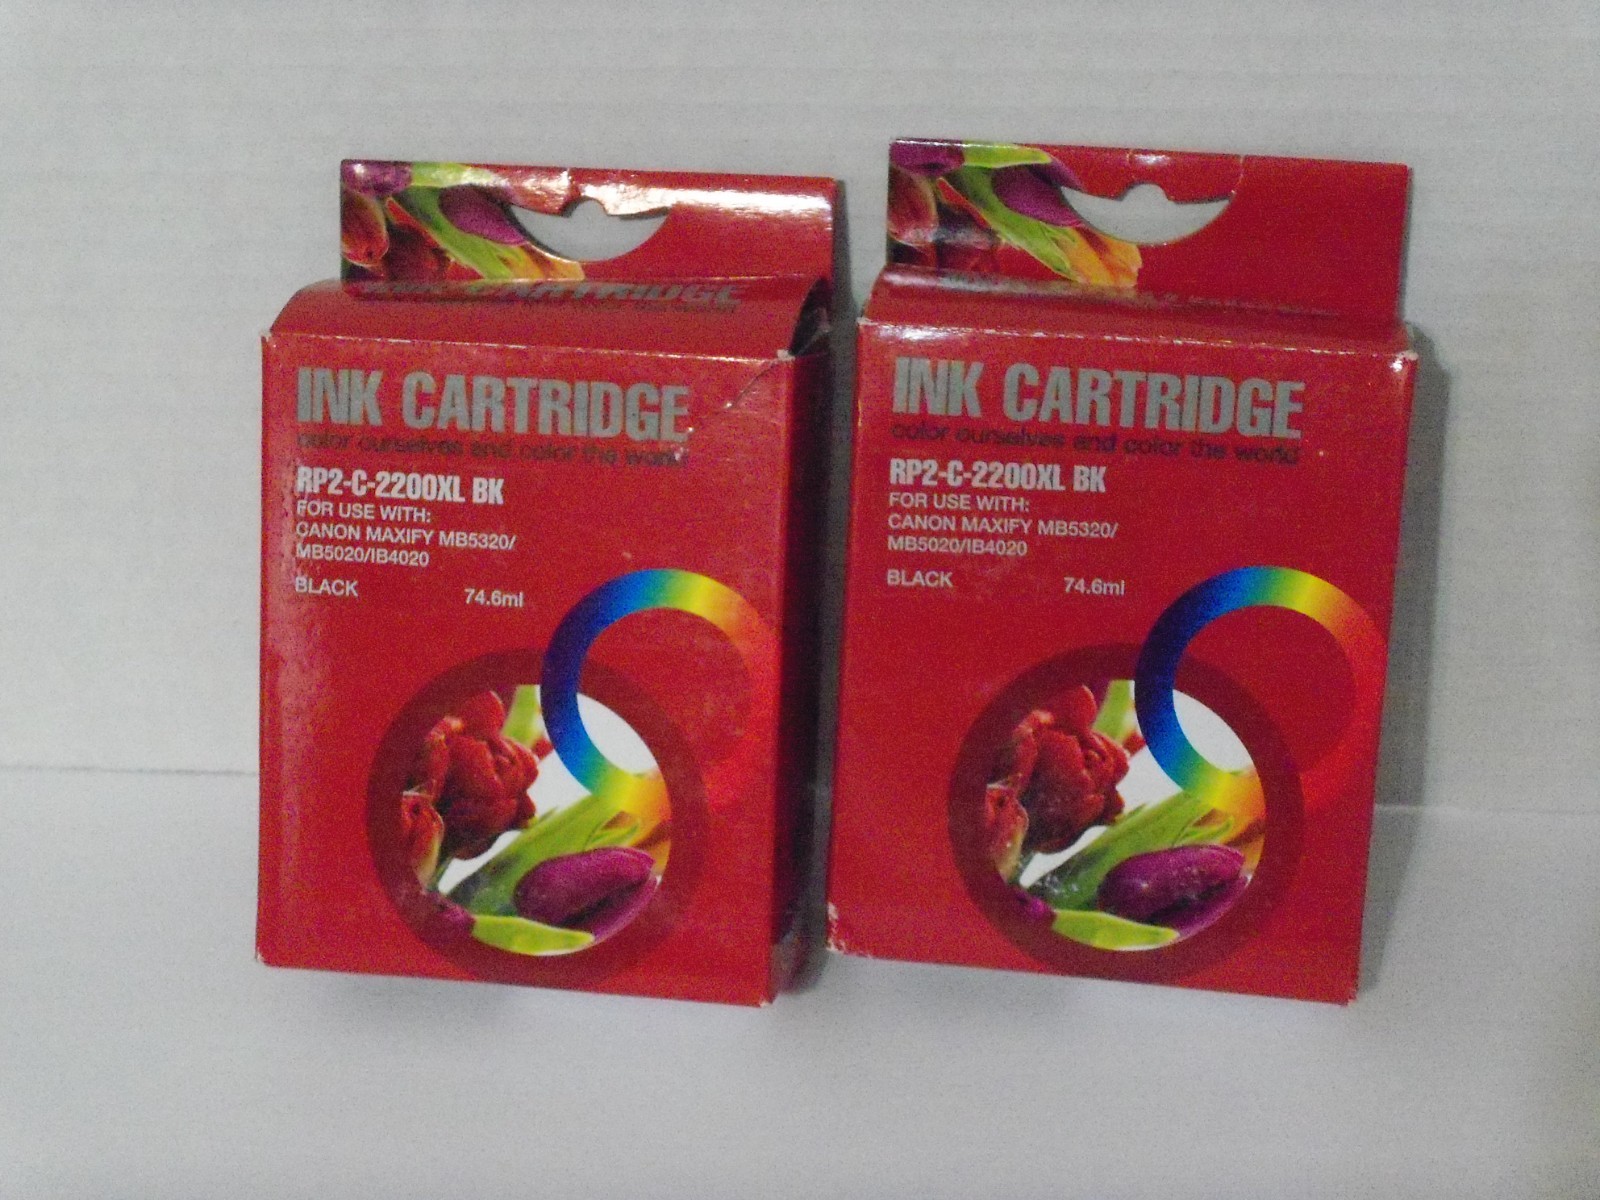 INK CARTRIDGE
INK CARTRIDGE
color ourselves and color the world
RP2-C-2200XL BK
FOR USE WITH:
CANON MAXIFY MB5320/
MB5020/IB4020
BLACK 74.6ml
INK CARTRIDGE
color ourselves and color the world
RP2-C-2200XL BK
FOR USE WITH:
CANON MAXIFY MB5320/
MB5020/IB4020
BLACK 74.6ml